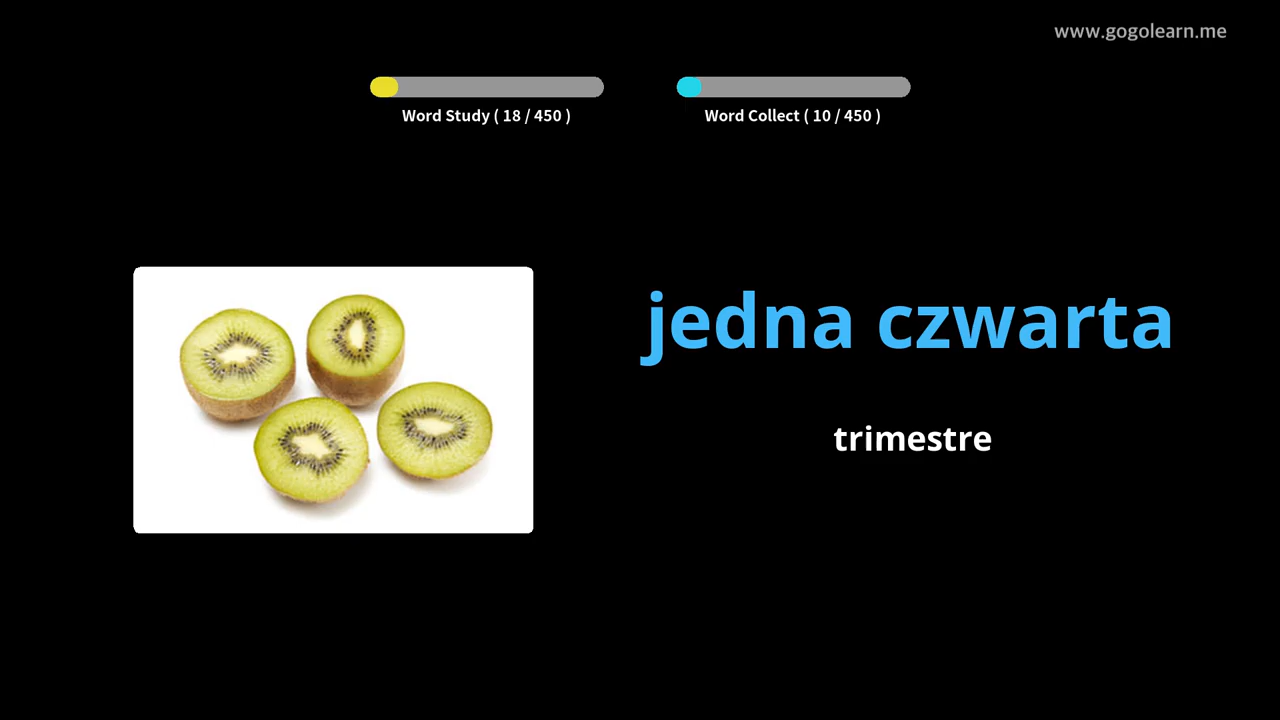 www.gogolearn.me
Word Study ( 18 / 450 )
Word Collect ( 10 / 450 )
jedna czwarta
trimestre